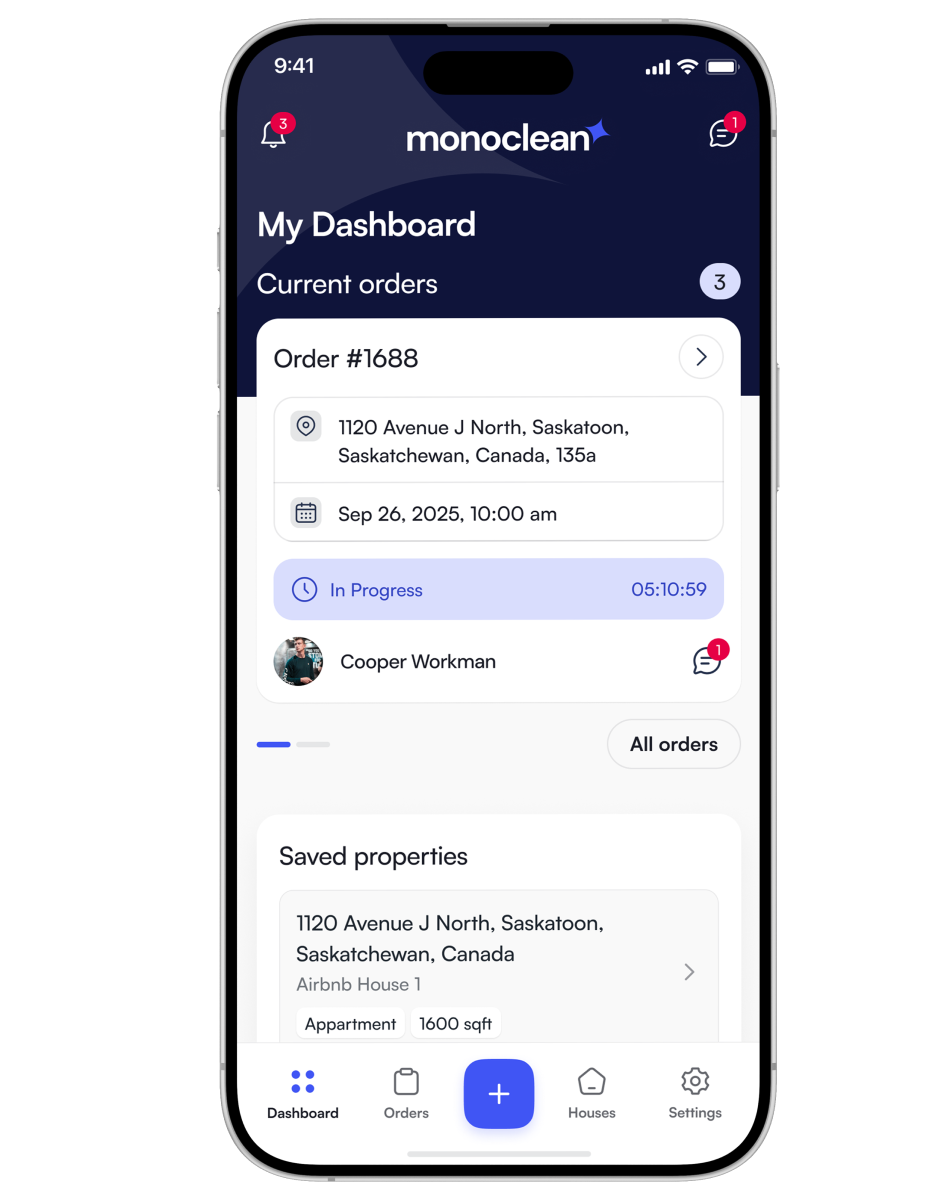 9:41
3
monoclean
1
My Dashboard
Current orders
3
Order #1688
1120 Avenue J North, Saskatoon,
Saskatchewan, Canada, 135a
Sep 26, 2025, 10:00 am
In Progress
05:10:59
Cooper Workman
1
All orders
Saved properties
1120 Avenue J North, Saskatoon,
Saskatchewan, Canada
Airbnb House 1
Appartment
1600 sqft
Dashboard
Orders
Houses
Settings